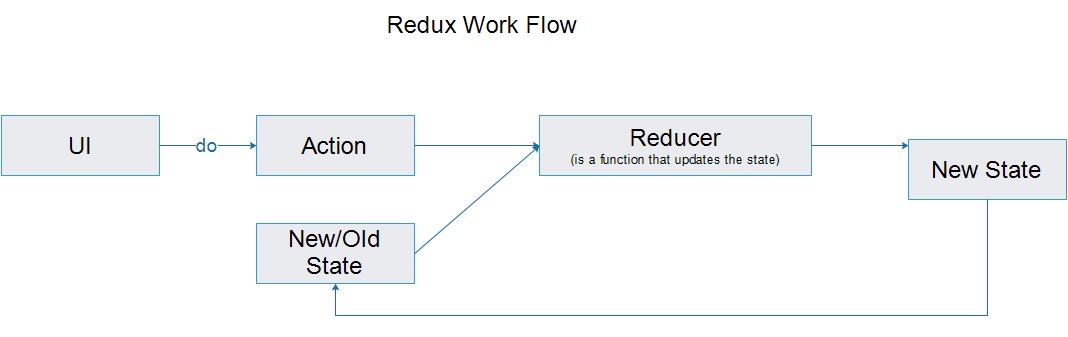 Redux Work Flow
UI
do
Action
Reducer
(is a function that updates the state)
New State
New/Old
State